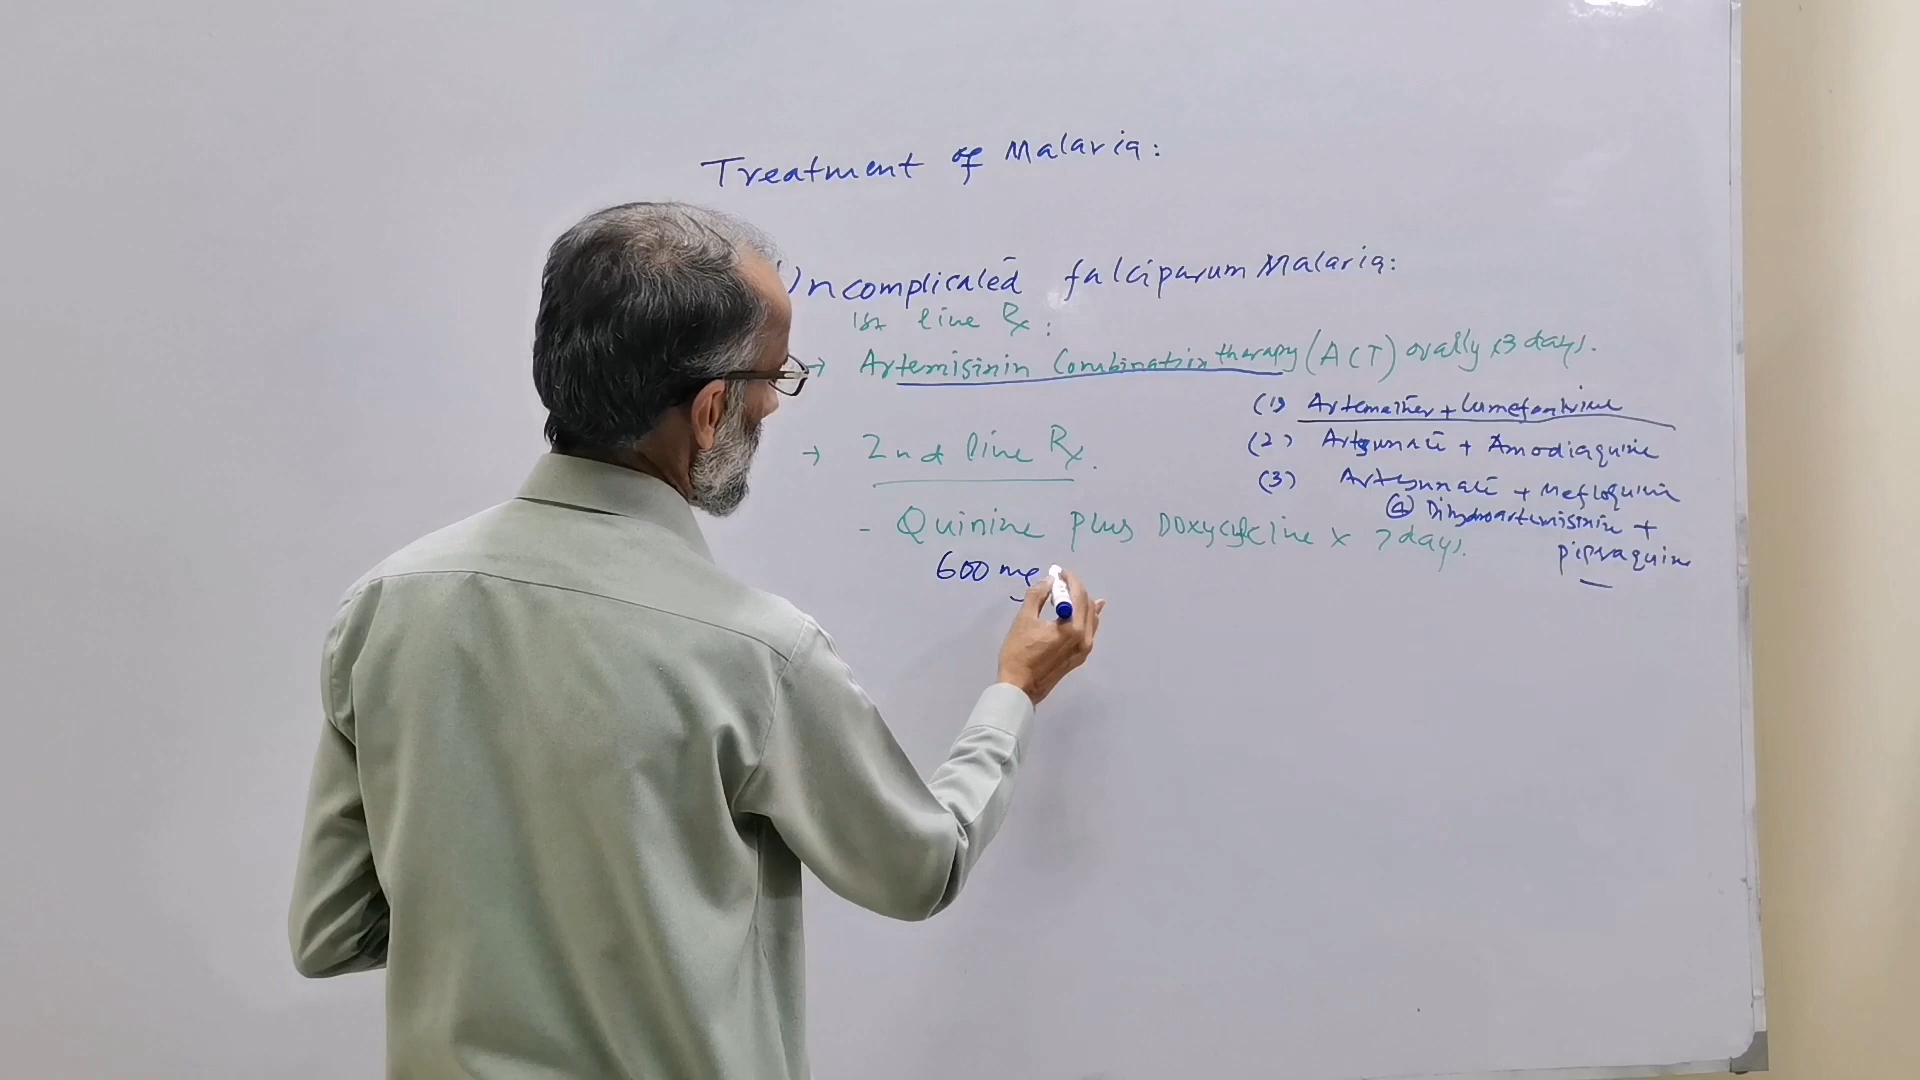 Treatment of Malaria:
Uncomplicated falciparum Malaria:
1st line Rx:
→ Artemisinin Combination therapy (ACT) orally x3 days.
(1) Artemether + Lumefantrine
(2) Artesunate + Amodiaquine
(3) Artesunate + Mefloquine
(4) Dihydroartemisinin +
piperaquine
→ 2nd line Rx.
- Quinine plus Doxycycline x 7 days.
600 mg